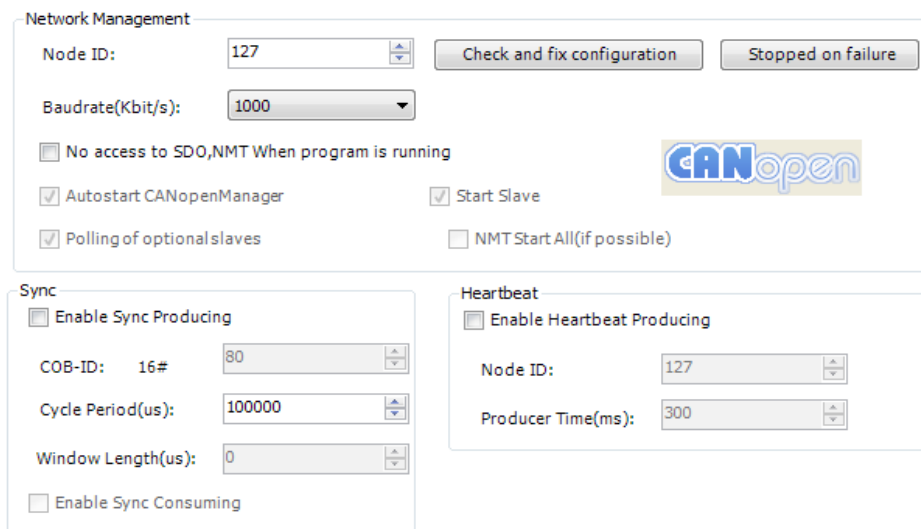 Network Management
Node ID: 127 Check and fix configuration Stopped on failure
Baudrate(Kbit/s): 1000
No access to SDO,NMT When program is running
CANopen
Autostart CANopenManager Start Slave
Polling of optional slaves NMT Start All(if possible)
Sync
Enable Sync Producing
COB-ID: 16# 80
Cycle Period(us): 100000
Window Length(us): 0
Enable Sync Consuming
Heartbeat
Enable Heartbeat Producing
Node ID: 127
Producer Time(ms): 300